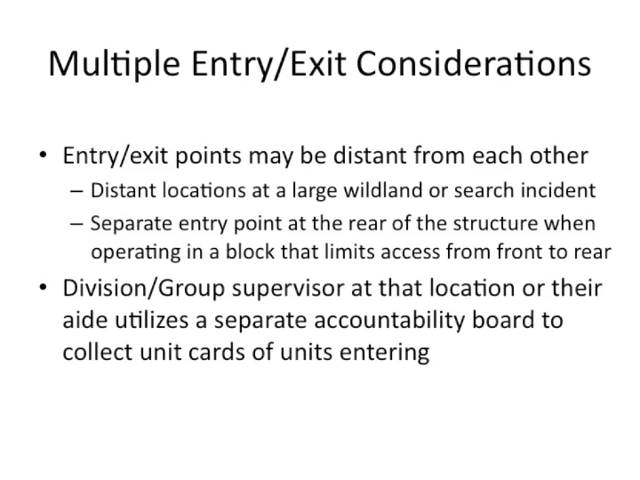 Multiple Entry/Exit Considerations
• Entry/exit points may be distant from each other
– Distant locations at a large wildland or search incident
– Separate entry point at the rear of the structure when
operating in a block that limits access from front to rear
• Division/Group supervisor at that location or their
aide utilizes a separate accountability board to
collect unit cards of units entering